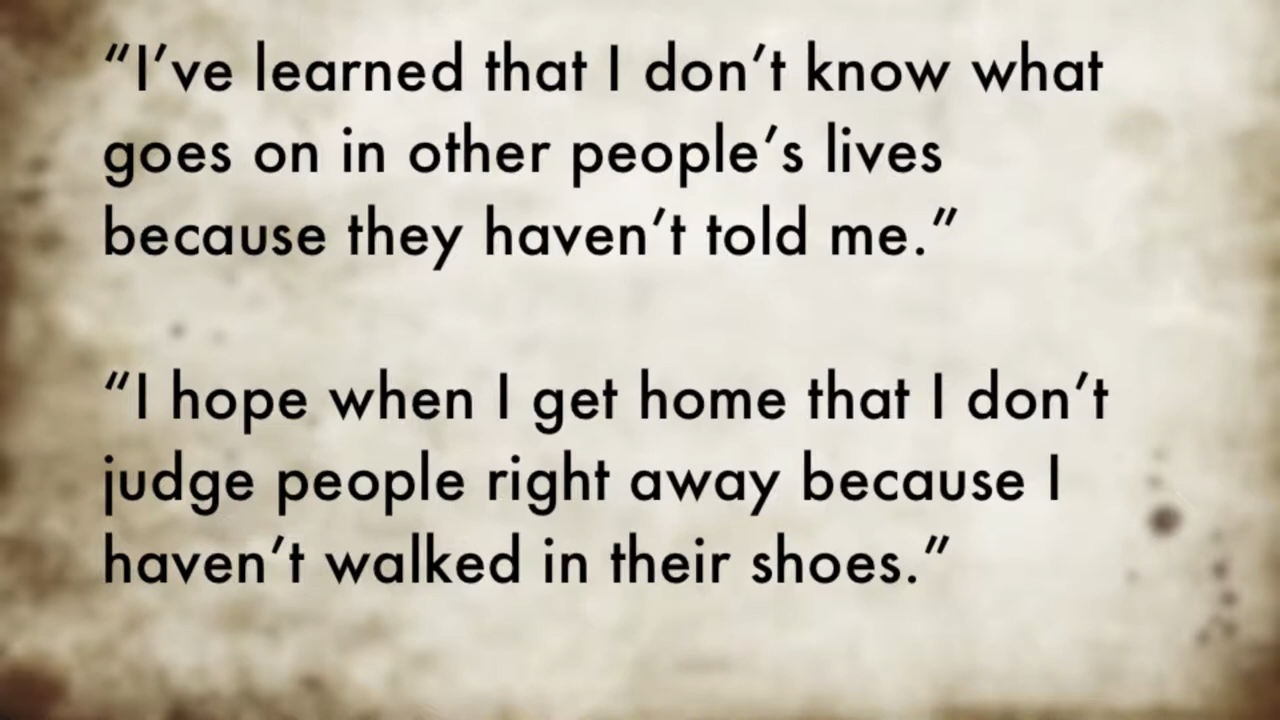 “I’ve learned that I don’t know what
goes on in other people’s lives
because they haven’t told me.”
“I hope when I get home that I don’t
judge people right away because I
haven’t walked in their shoes.”